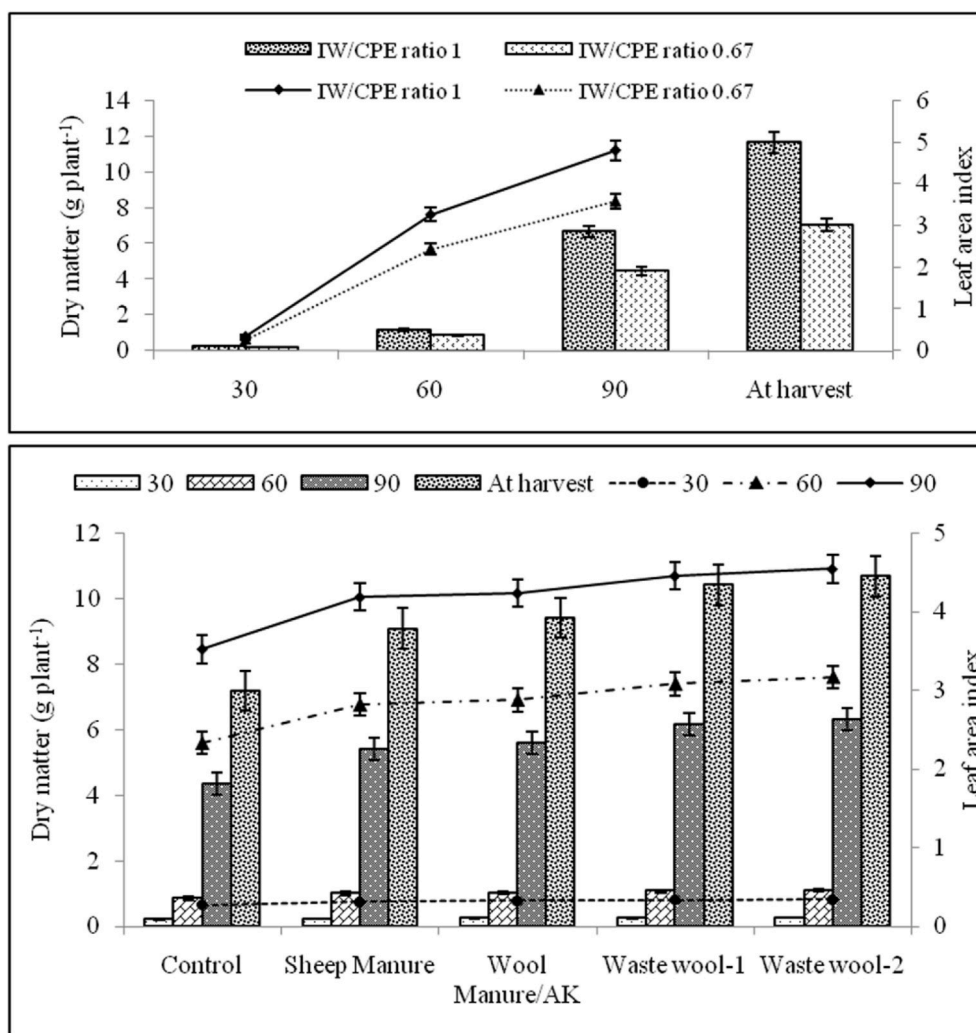 IW/CPE ratio 1 IW/CPE ratio 0.67
IW/CPE ratio 1 IW/CPE ratio 0.67
Dry matter (g plant⁻¹)
14
12
10
8
6
4
2
0
6
5
4
3
2
1
0
Leaf area index
30 60 90 At harvest
30 60 90 At harvest 30 60 90
Dry matter (g plant⁻¹)
12
10
8
6
4
2
0
5
4
3
2
1
0
Leaf area index
Control Sheep Manure Wool Waste wool-1 Waste wool-2
Manure/AK